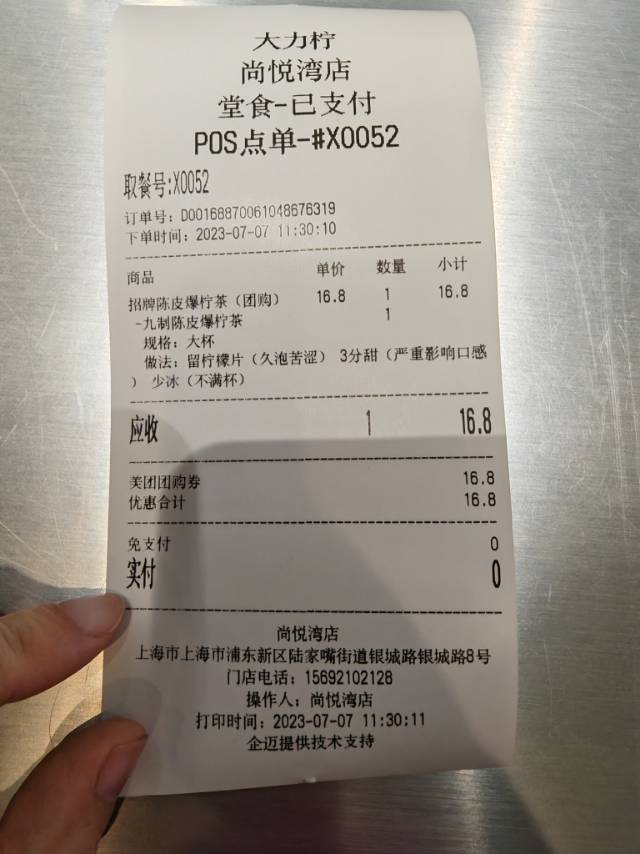 大力柠
尚悦湾店
堂食-已支付
POS点单-#X0052
取餐号:X0052
订单号: D00168870061048676319
下单时间: 2023-07-07 11:30:10
商品 单价 数量 小计
招牌陈皮爆柠茶（团购） 16.8 1 16.8
-九制陈皮爆柠茶 1
规格: 大杯
做法: 留柠檬片（久泡苦涩） 3分甜（严重影响口感
） 少冰（不满杯）
应收 1 16.8
美团团购券 16.8
优惠合计 16.8
免支付 0
实付 0
尚悦湾店
上海市上海市浦东新区陆家嘴街道银城路银城路8号
门店电话: 15692102128
操作人: 尚悦湾店
打印时间: 2023-07-07 11:30:11
企迈提供技术支持